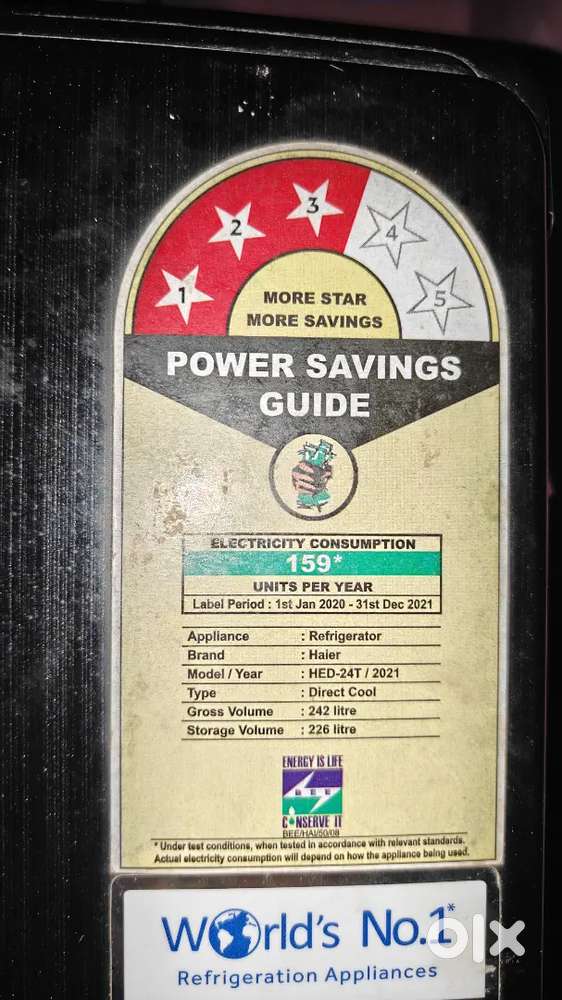 1 2 3 4 5
MORE STAR
MORE SAVINGS
POWER SAVINGS
GUIDE
ELECTRICITY CONSUMPTION
159*
UNITS PER YEAR
Label Period : 1st Jan 2020 - 31st Dec 2021
Appliance : Refrigerator
Brand : Haier
Model / Year : HED-24T / 2021
Type : Direct Cool
Gross Volume : 242 litre
Storage Volume : 226 litre
ENERGY IS LIFE
BEE
CONSERVE IT
BEE/HAI/50/08
* Under test conditions, when tested in accordance with relevant standards.
Actual electricity consumption will depend on how the appliance being used.
World's No.1*
Refrigeration Appliances
olx
INDIA